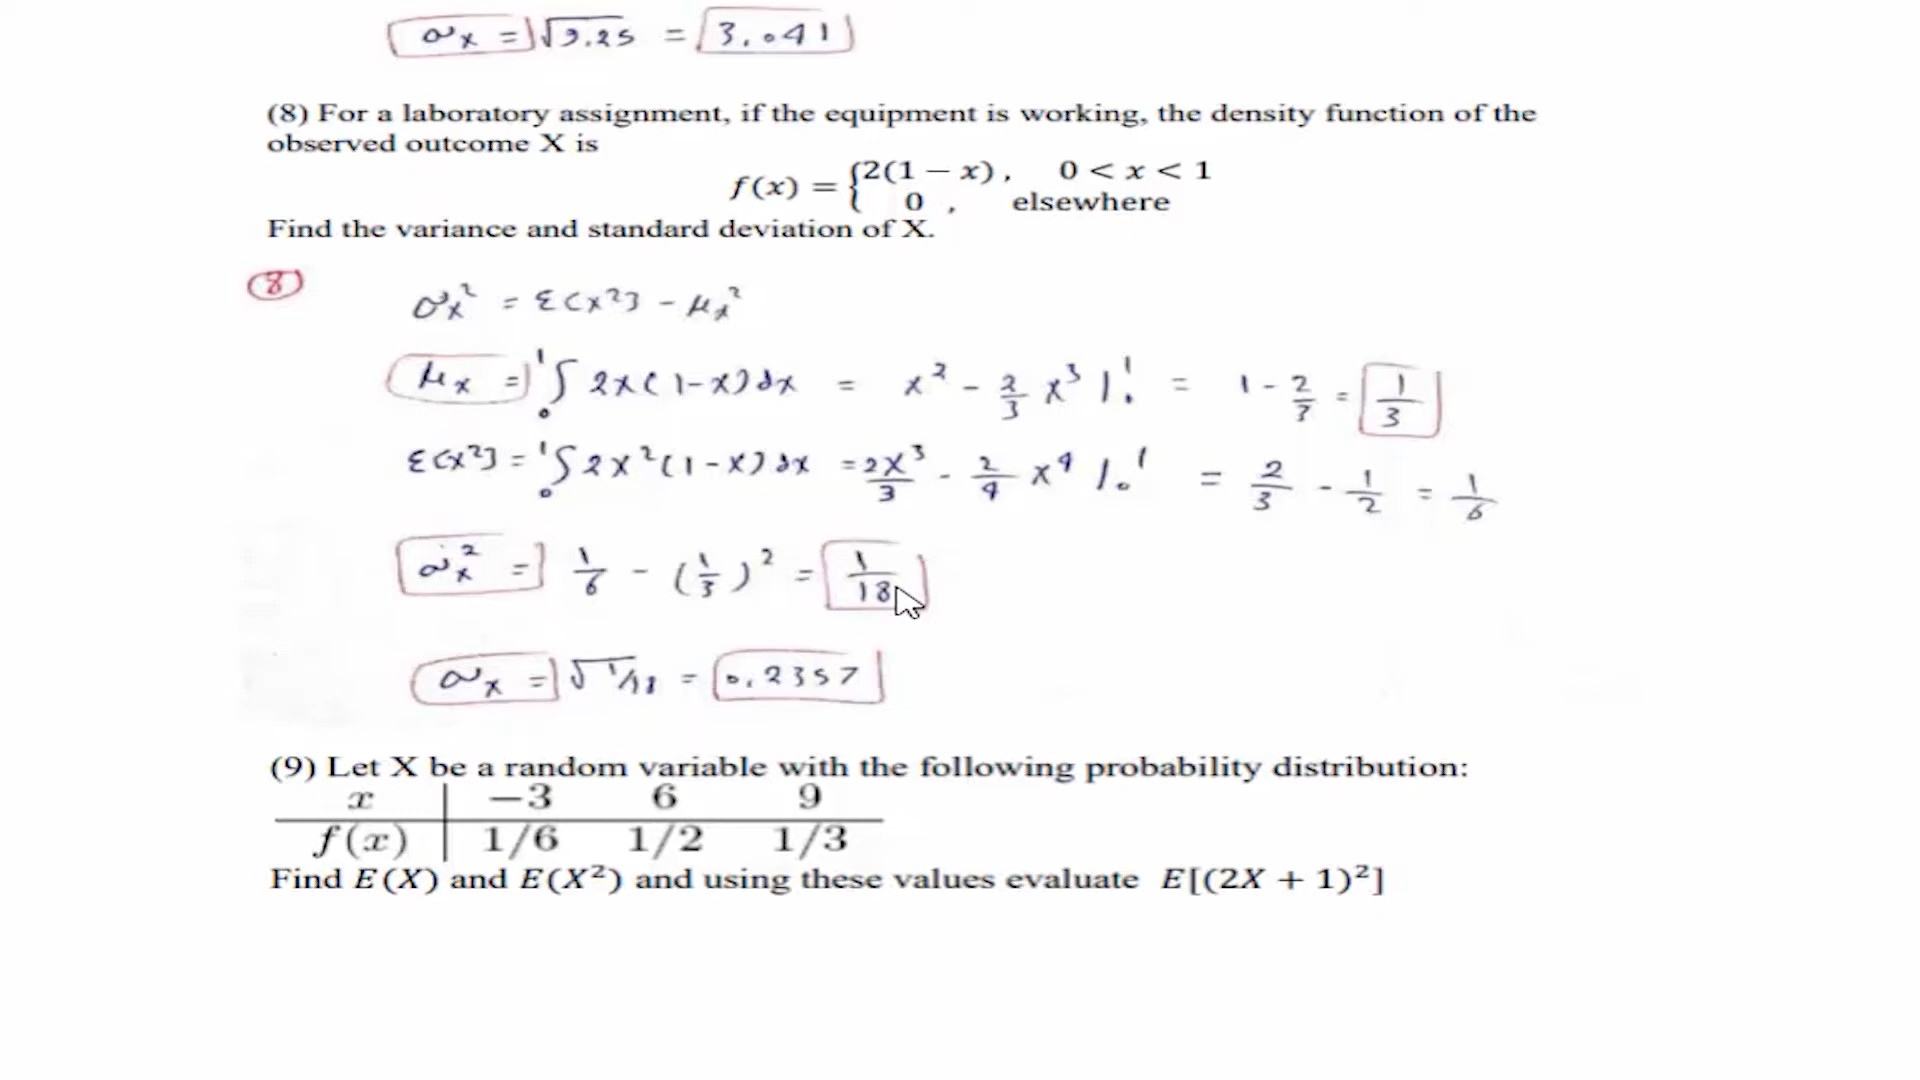 σx = √9.25 = 3.041
(8) For a laboratory assignment, if the equipment is working, the density function of the
observed outcome X is
f(x) = {2(1 − x), 0 < x < 1
0 , elsewhere
Find the variance and standard deviation of X.
8
σx² = E(x²) - μx²
μx = ∫₀¹ 2x(1-x)dx = x² - 2/3 x³ |₀¹ = 1 - 2/3 = 1/3
E(x²) = ∫₀¹ 2x²(1-x)dx = 2x³/3 - 2/4 x⁴ |₀¹ = 2/3 - 1/2 = 1/6
σx² = 1/6 - (1/3)² = 1/18
σx = √1/18 = 0.2357
(9) Let X be a random variable with the following probability distribution:
x −3 6 9
f(x) 1/6 1/2 1/3
Find E(X) and E(X²) and using these values evaluate E[(2X + 1)²]